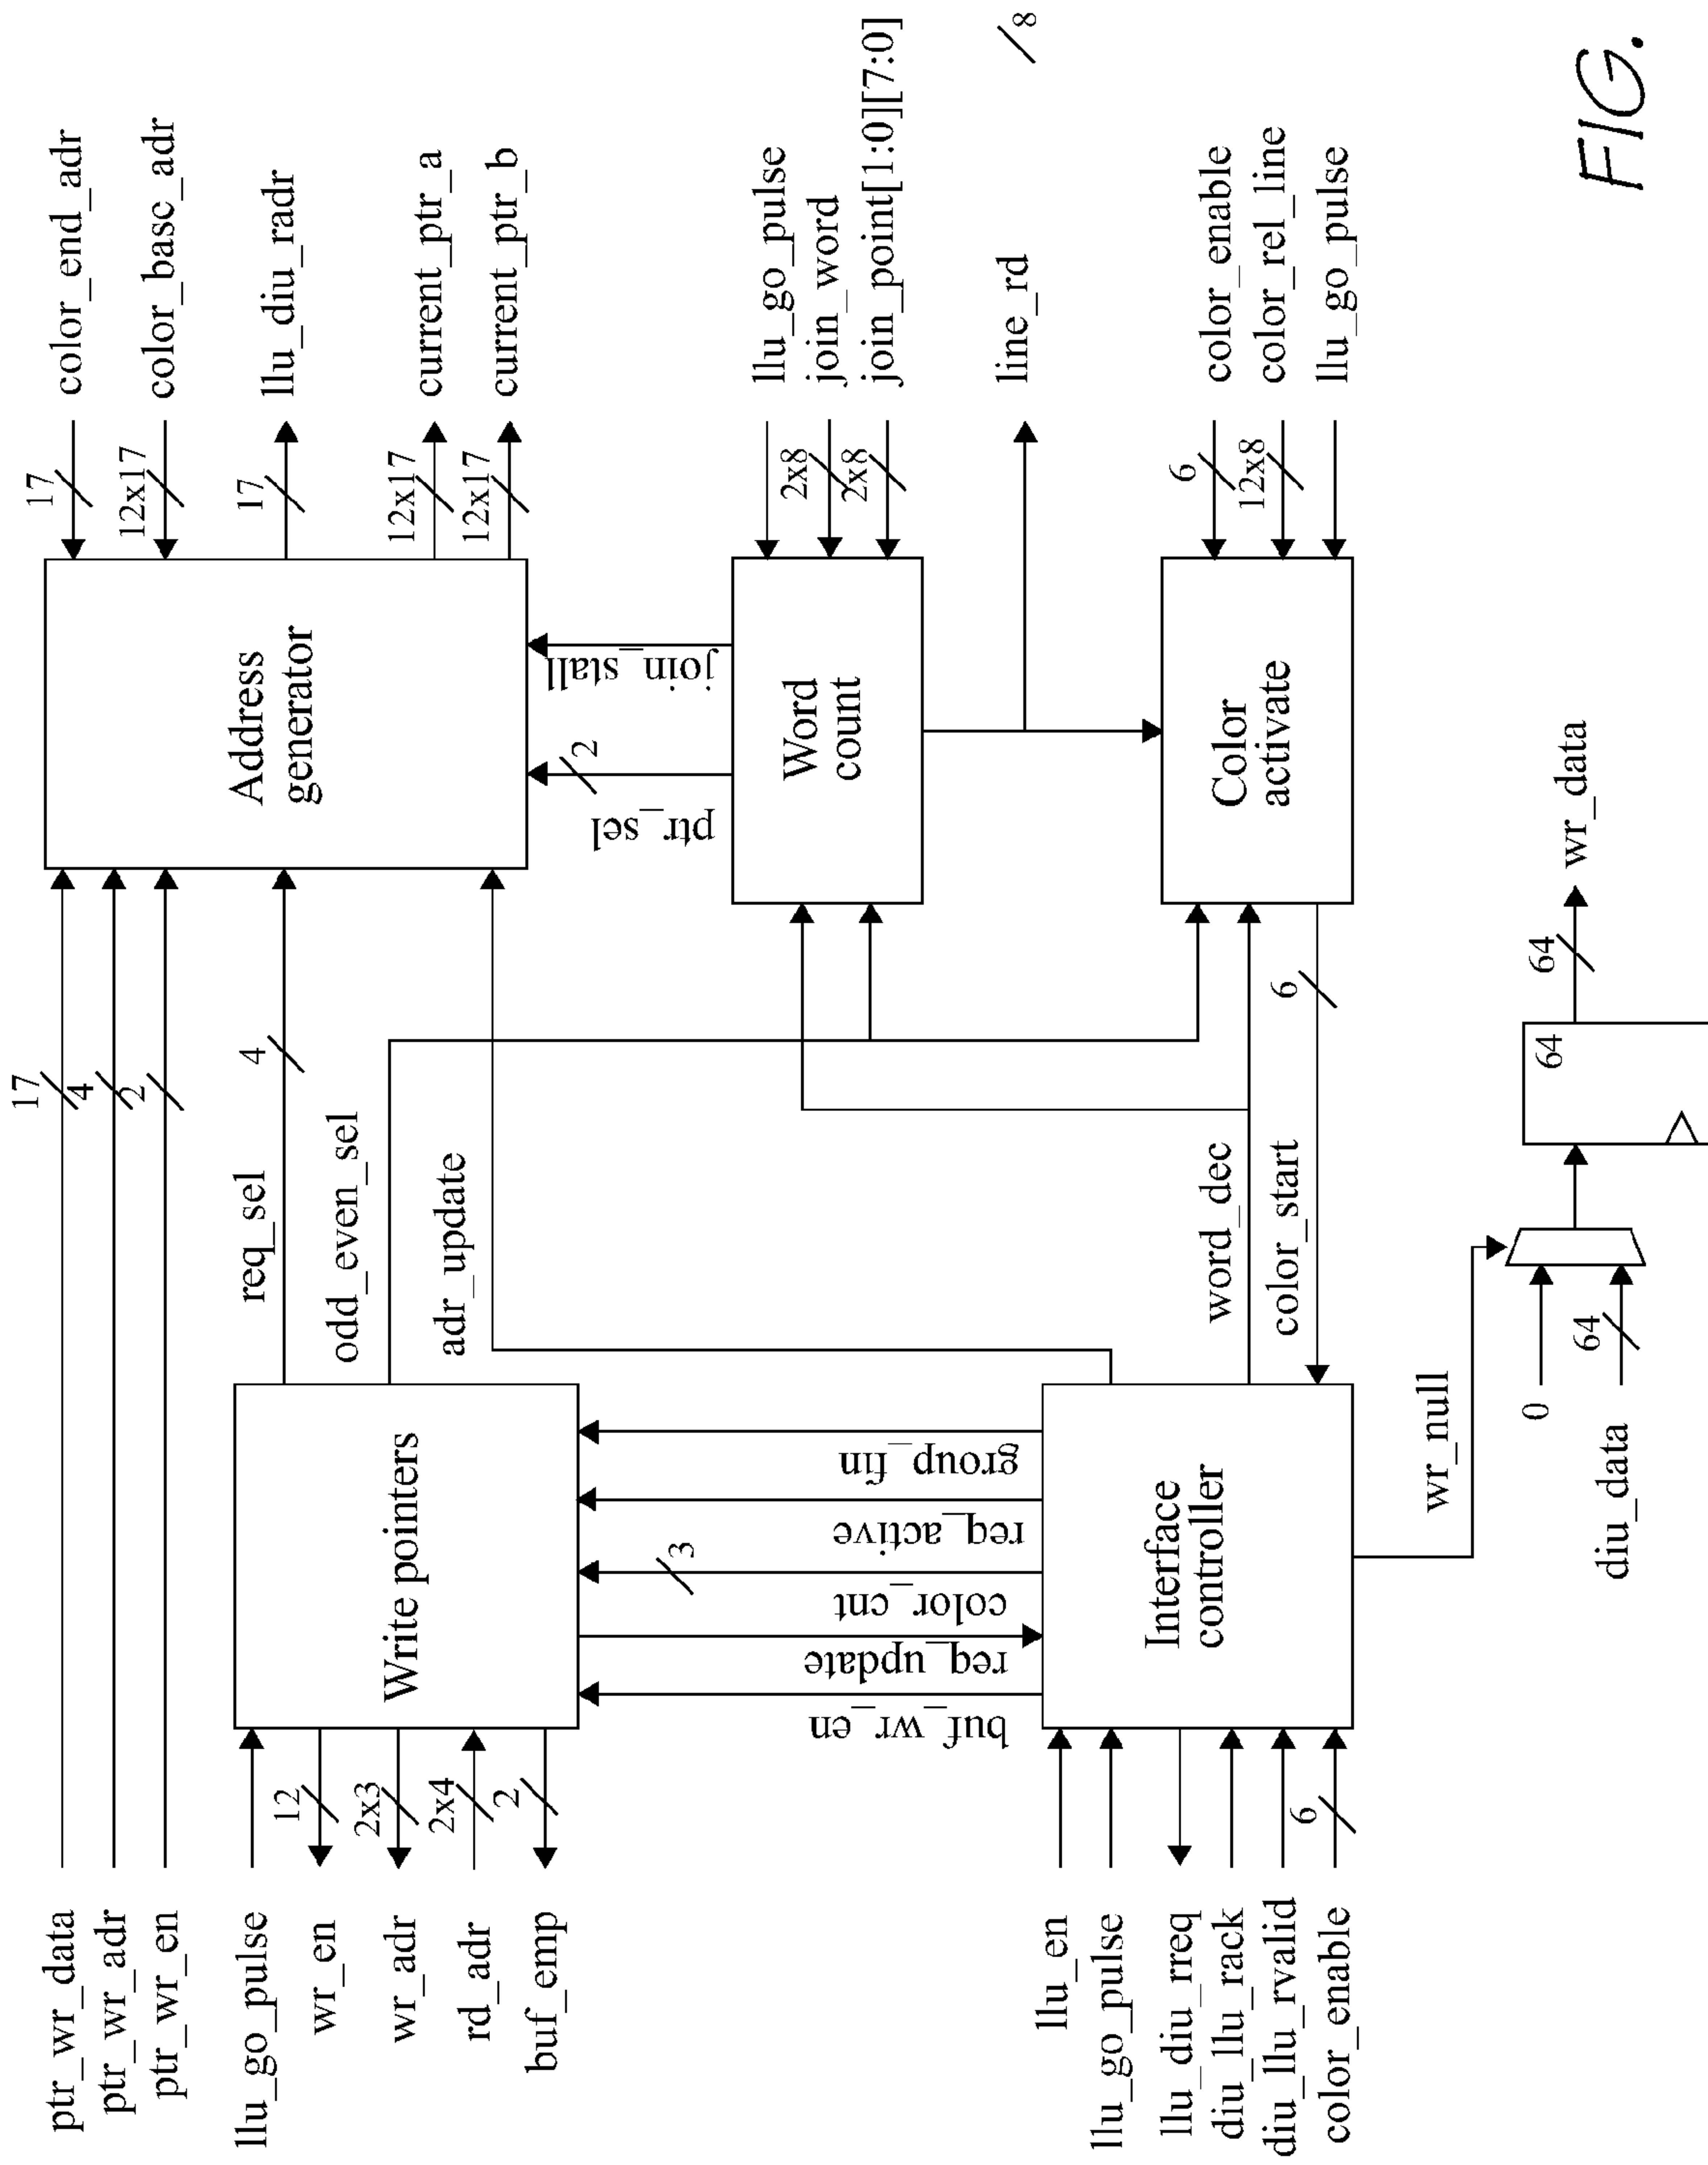 ptr_wr_data
ptr_wr_adr
ptr_wr_en
17
4
2
17
color_end_adr
12x17
color_basc_adr
17
llu_diu_radr
12x17
current_ptr_a
12x17
current_ptr_b
Address
generator
req_sel
4
odd_even_sel
adr_update
llu_go_pulse
wr_en
12
wr_adr
2x3
rd_adr
2x4
buf_emp
2
Write pointers
ptr_sel
2
join_stall
Word
count
llu_go_pulse
2x8
join_word
2x8
join_point[1:0][7:0]
line_rd
8
buf_wr_en
req_update
color_cnt
3
req_active
group_fin
llu_en
llu_go_pulse
llu_diu_rreq
diu_llu_rack
diu_llu_rvalid
color_enable
6
Interface
controller
word_dec
color_start
6
Color
activate
6
color_enable
12x8
color_rel_line
llu_go_pulse
wr_null
0
diu_data
64
64
64
wr_data
FIG.